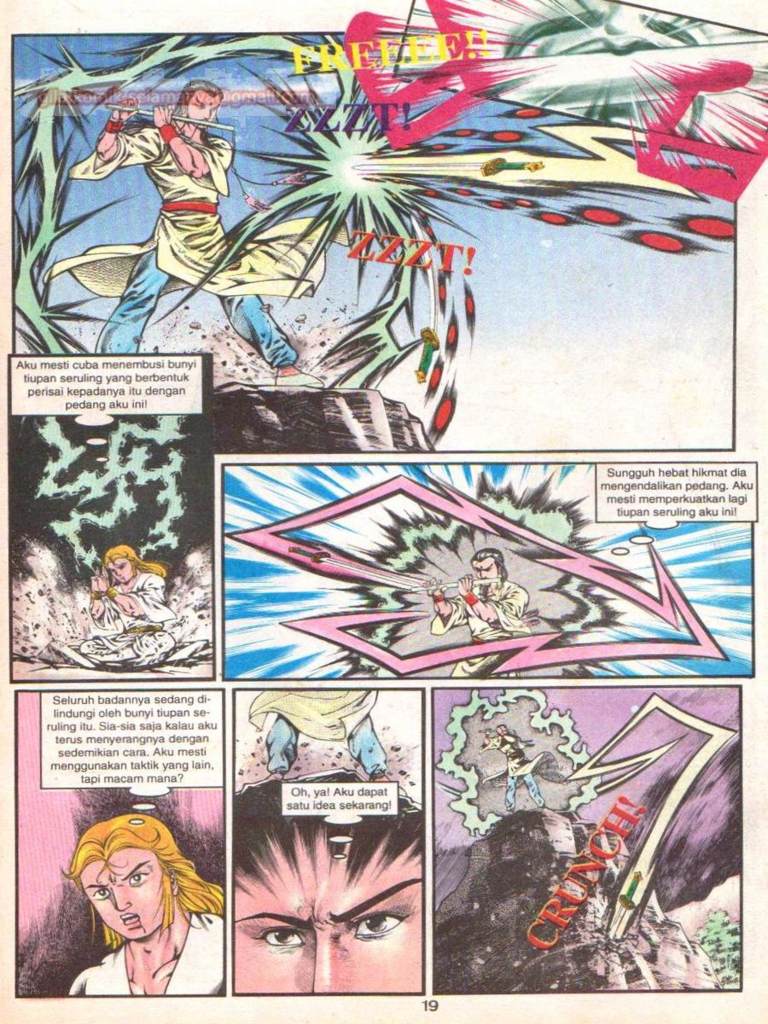 FREEEE!!
ZZZT!
ZZZT!
Aku mesti cuba menembusi bunyi
tiupan seruling yang berbentuk
perisai kepadanya itu dengan
pedang aku ini!
Sungguh hebat hikmat dia
mengendalikan pedang. Aku
mesti memperkuatkan lagi
tiupan seruling aku ini!
Seluruh badannya sedang di-
lindungi oleh bunyi tiupan se-
ruling itu. Sia-sia saja kalau aku
terus menyerangnya dengan
sedemikian cara. Aku mesti
menggunakan taktik yang lain,
tapi macam mana?
Oh, ya! Aku dapat
satu idea sekarang!
CRUNCH!
19